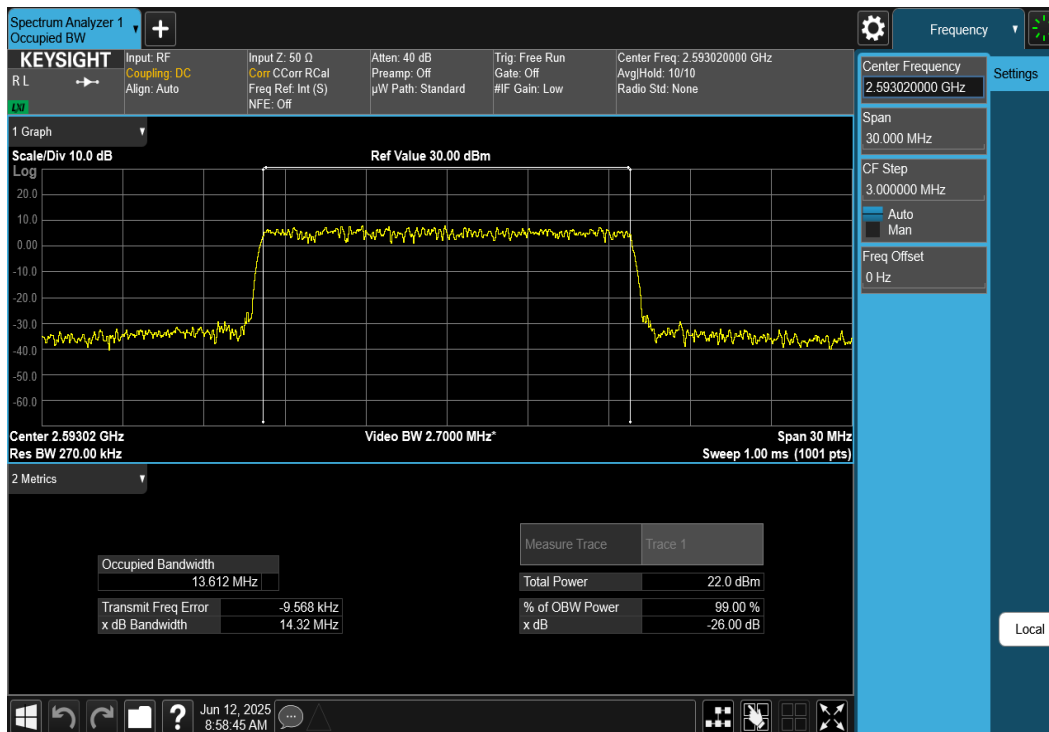 Spectrum Analyzer 1
Occupied BW
+
Frequency
KEYSIGHT
R L
LXI
Input: RF
Coupling: DC
Align: Auto
Input Z: 50 Ω
Corr CCorr RCal
Freq Ref: Int (S)
NFE: Off
Atten: 40 dB
Preamp: Off
µW Path: Standard
Trig: Free Run
Gate: Off
#IF Gain: Low
Center Freq: 2.593020000 GHz
Avg|Hold: 10/10
Radio Std: None
Center Frequency
2.593020000 GHz
Settings
Span
30.000 MHz
CF Step
3.000000 MHz
Auto
Man
Freq Offset
0 Hz
Local
1 Graph
Scale/Div 10.0 dB
Ref Value 30.00 dBm
Log
20.0
10.0
0.00
-10.0
-20.0
-30.0
-40.0
-50.0
-60.0
Center 2.59302 GHz
Video BW 2.7000 MHz*
Span 30 MHz
Res BW 270.00 kHz
Sweep 1.00 ms (1001 pts)
2 Metrics
Measure Trace
Trace 1
Occupied Bandwidth
13.612 MHz
Total Power
22.0 dBm
Transmit Freq Error
-9.568 kHz
% of OBW Power
99.00 %
x dB Bandwidth
14.32 MHz
x dB
-26.00 dB
?
Jun 12, 2025
8:58:45 AM